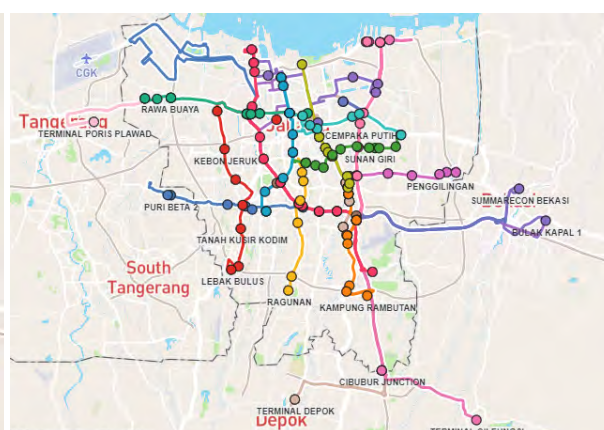 CGK
RAWA BUAYA
Tangerang
TERMINAL PORIS PLAWAD
CEMPAKA PUTIH
KEBON JERUK
SUNAN GIRI
PENGGILINGAN
SUMMARECON BEKASI
PURI BETA 2
BULAK KAPAL 1
TANAH KUSIR KODIM
South
Tangerang
LEBAK BULUS
RAGUNAN
KAMPUNG RAMBUTAN
CIBUBUR JUNCTION
TERMINAL DEPOK
Depok